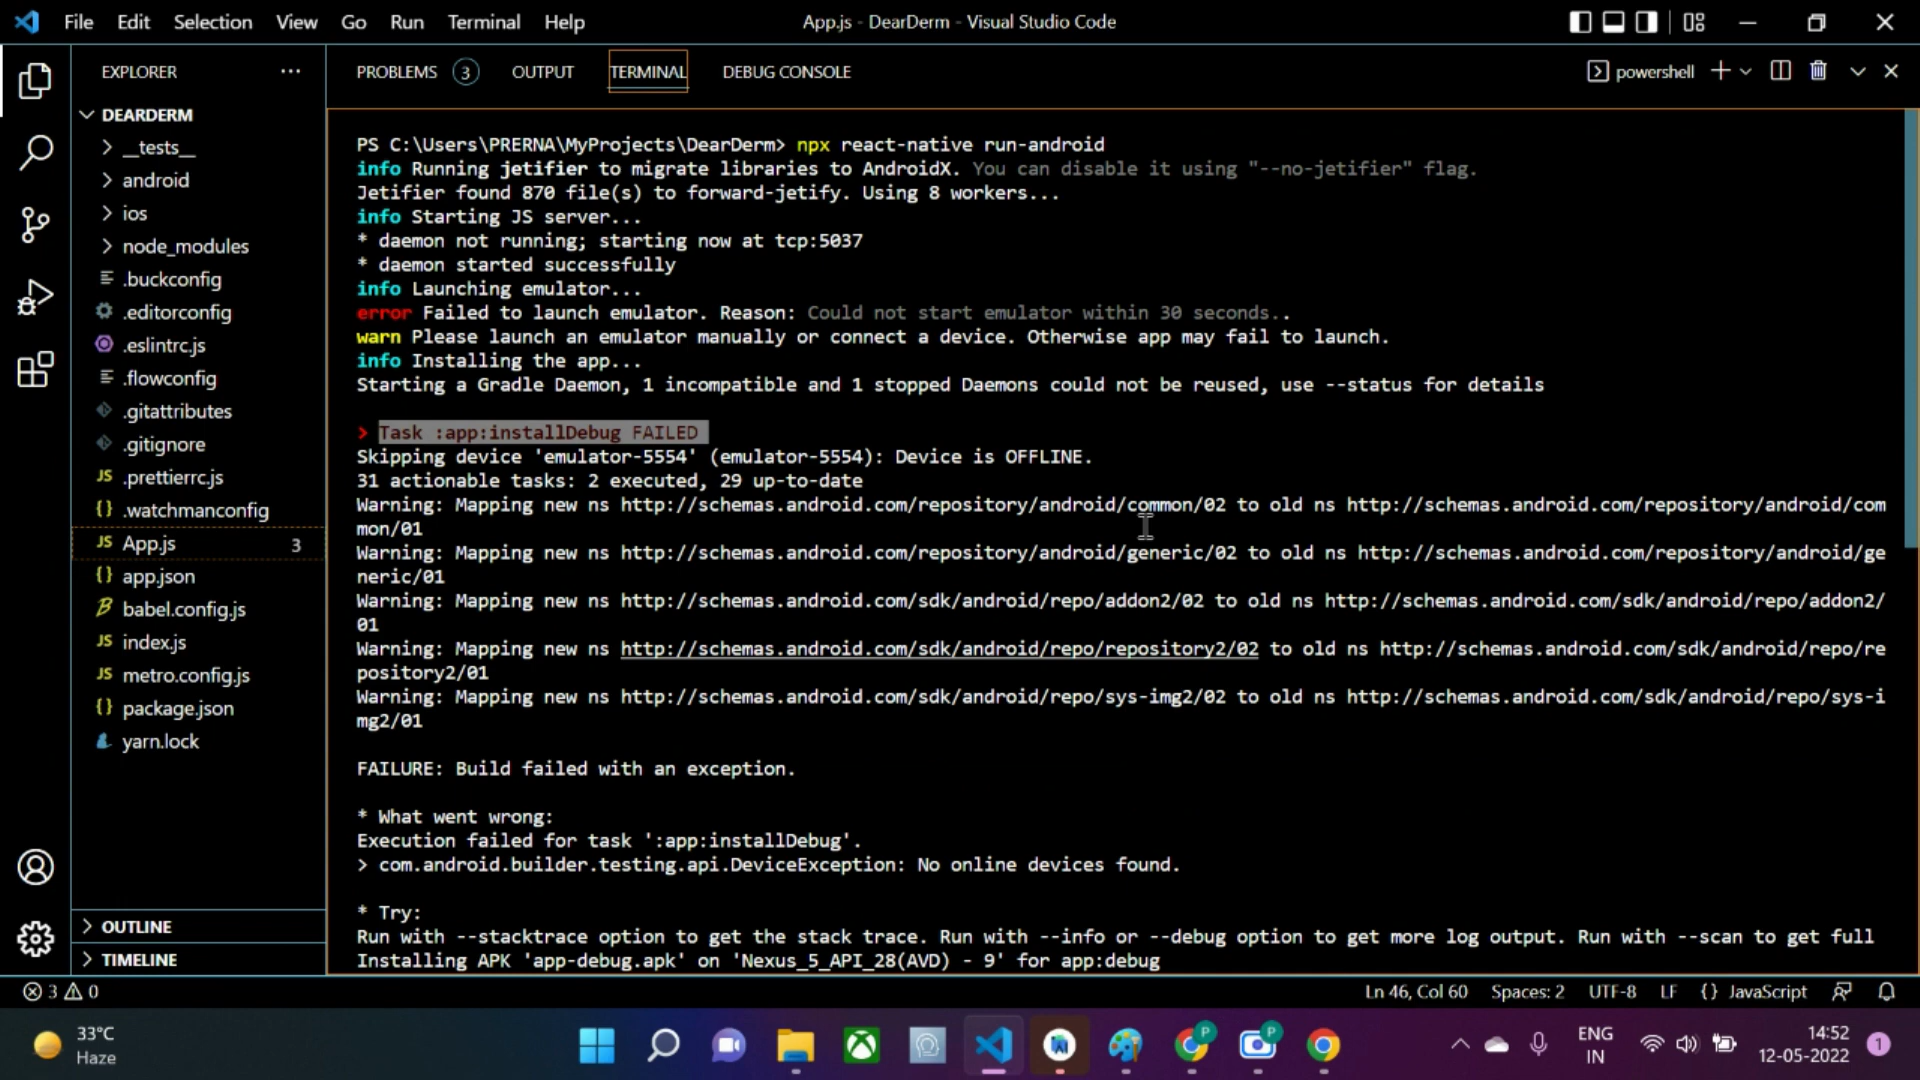 File Edit Selection View Go Run Terminal Help
App.js - DearDerm - Visual Studio Code
EXPLORER
PROBLEMS 3 OUTPUT TERMINAL DEBUG CONSOLE
powershell
DEARDERM
__tests__
android
ios
node_modules
.buckconfig
.editorconfig
.eslintrc.js
.flowconfig
.gitattributes
.gitignore
.prettierrc.js
.watchmanconfig
App.js 3
app.json
babel.config.js
index.js
metro.config.js
package.json
yarn.lock
OUTLINE
TIMELINE
PS C:\Users\PRERNA\MyProjects\DearDerm> npx react-native run-android
info Running jetifier to migrate libraries to AndroidX. You can disable it using "--no-jetifier" flag.
Jetifier found 870 file(s) to forward-jetify. Using 8 workers...
info Starting JS server...
* daemon not running; starting now at tcp:5037
* daemon started successfully
info Launching emulator...
error Failed to launch emulator. Reason: Could not start emulator within 30 seconds..
warn Please launch an emulator manually or connect a device. Otherwise app may fail to launch.
info Installing the app...
Starting a Gradle Daemon, 1 incompatible and 1 stopped Daemons could not be reused, use --status for details
> Task :app:installDebug FAILED
Skipping device 'emulator-5554' (emulator-5554): Device is OFFLINE.
31 actionable tasks: 2 executed, 29 up-to-date
Warning: Mapping new ns http://schemas.android.com/repository/android/common/02 to old ns http://schemas.android.com/repository/android/com
mon/01
Warning: Mapping new ns http://schemas.android.com/repository/android/generic/02 to old ns http://schemas.android.com/repository/android/ge
neric/01
Warning: Mapping new ns http://schemas.android.com/sdk/android/repo/addon2/02 to old ns http://schemas.android.com/sdk/android/repo/addon2/
01
Warning: Mapping new ns http://schemas.android.com/sdk/android/repo/repository2/02 to old ns http://schemas.android.com/sdk/android/repo/re
pository2/01
Warning: Mapping new ns http://schemas.android.com/sdk/android/repo/sys-img2/02 to old ns http://schemas.android.com/sdk/android/repo/sys-i
mg2/01
FAILURE: Build failed with an exception.
* What went wrong:
Execution failed for task ':app:installDebug'.
> com.android.builder.testing.api.DeviceException: No online devices found.
* Try:
Run with --stacktrace option to get the stack trace. Run with --info or --debug option to get more log output. Run with --scan to get full
Installing APK 'app-debug.apk' on 'Nexus_5_API_28(AVD) - 9' for app:debug
3 0
Ln 46, Col 60 Spaces: 2 UTF-8 LF {} JavaScript
33°C
Haze
P
P
ENG
IN
14:52
12-05-2022
1